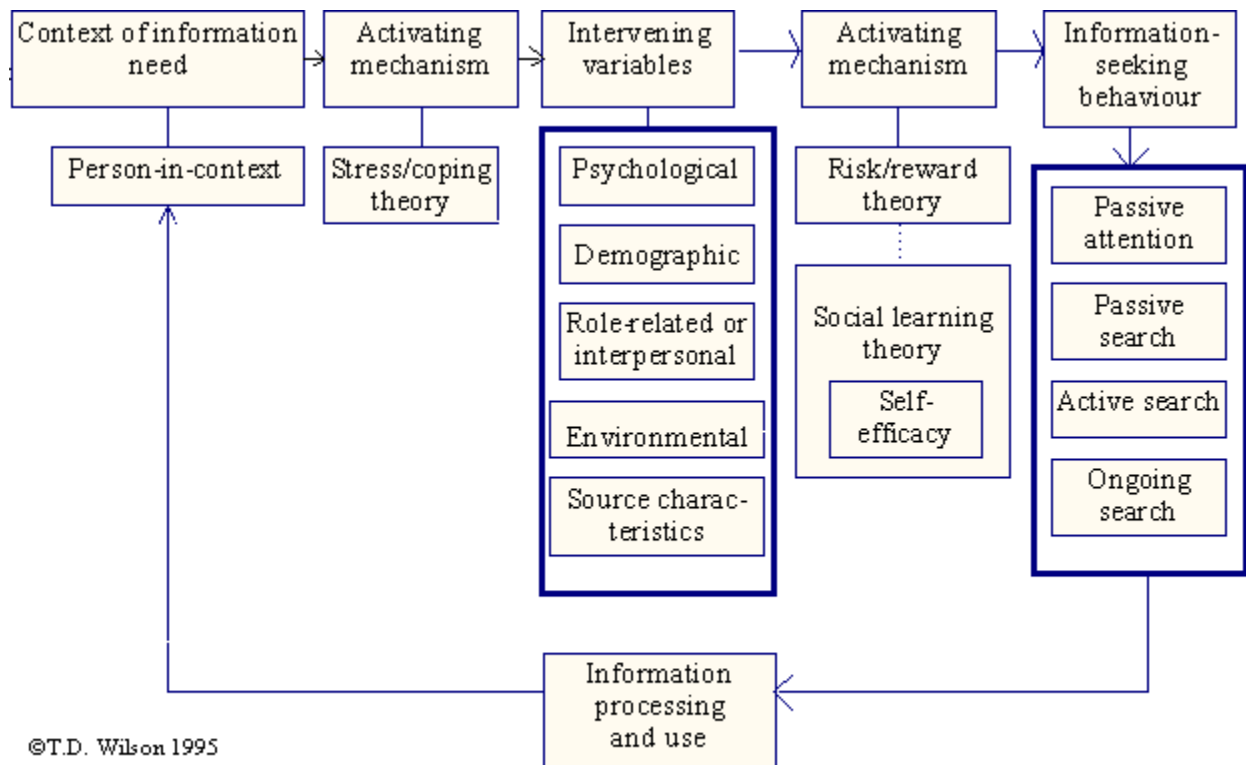 Context of information
need
Activating
mechanism
Intervening
variables
Activating
mechanism
Information-
seeking
behaviour
Person-in-context
Stress/coping
theory
Psychological
Demographic
Role-related or
interpersonal
Environmental
Source charac-
teristics
Risk/reward
theory
Social learning
theory
Self-
efficacy
Passive
attention
Passive
search
Active search
Ongoing
search
Information
processing
and use
©T.D. Wilson 1995